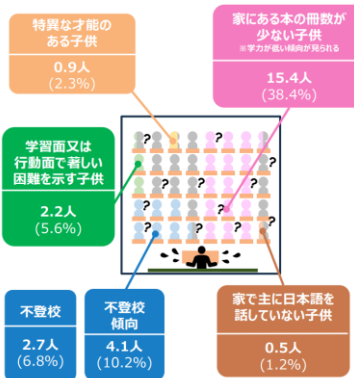 特異な才能の
ある子供
0.9人
(2.3%)
家にある本の冊数が
少ない子供
※学力が低い傾向が見られる
15.4人
(38.4%)
学習面又は
行動面で著しい
困難を示す子供
2.2人
(5.6%)
? ? ? ?
? ?
? ? ?
? ? ?
? ? ? ?
不登校
2.7人
(6.8%)
不登校
傾向
4.1人
(10.2%)
家で主に日本語を
話していない子供
0.5人
(1.2%)